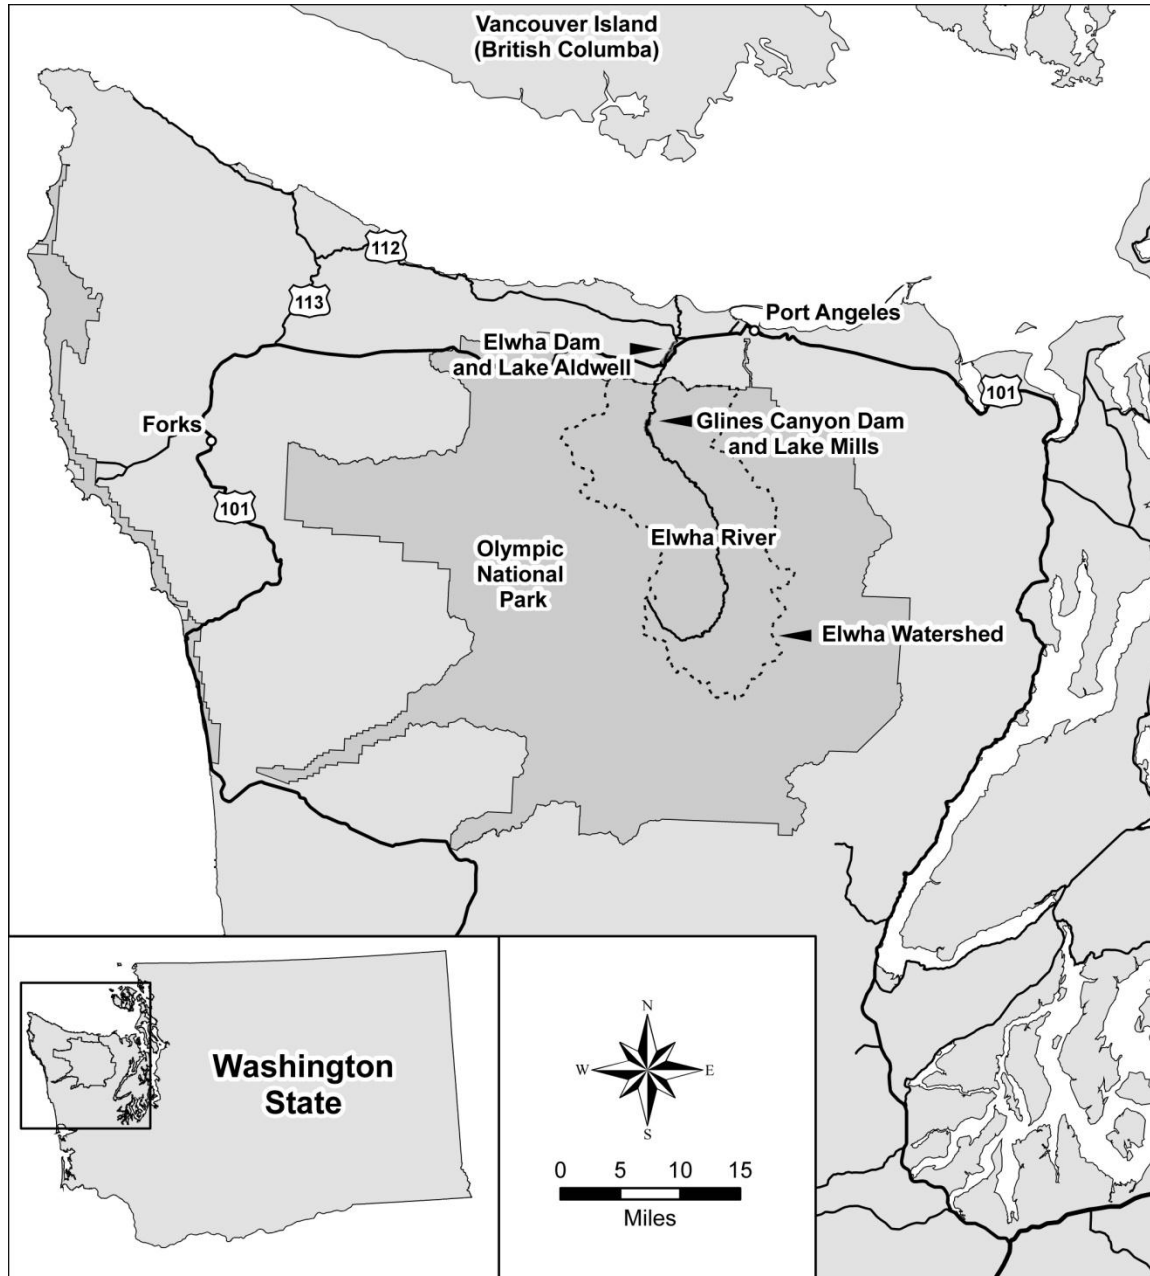 Vancouver Island
(British Columba)
112
113
Port Angeles
Elwha Dam
and Lake Aldwell
101
Glines Canyon Dam
and Lake Mills
Forks
101
Elwha River
Olympic
National
Park
Elwha Watershed
Washington
State
N
W
E
S
0 5 10 15
Miles